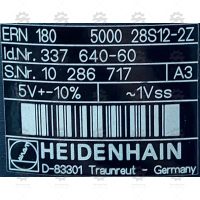 ERN 180 5000 28S12-2Z
Id.Nr. 337 640-60
S.Nr. 10 286 717 A3
5V+-10% ~1Vss
HEIDENHAIN
D-83301 Traunreut - Germany